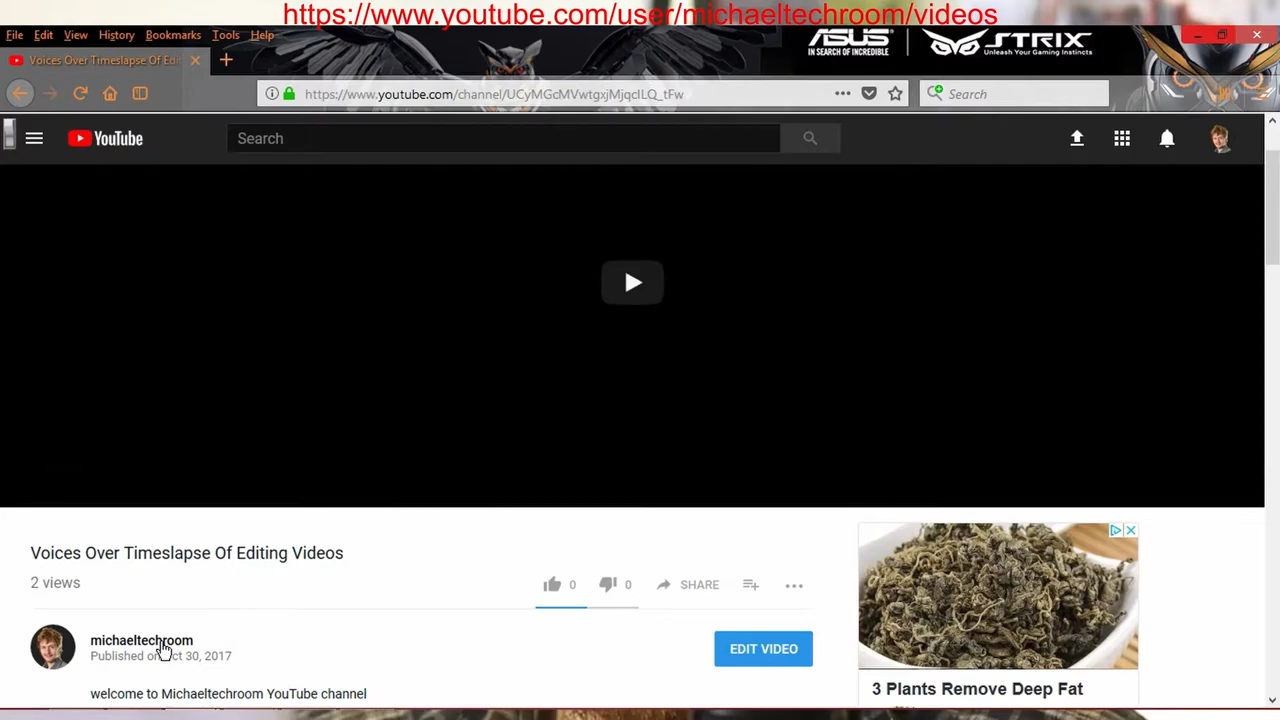 https://www.youtube.com/user/michaeltechroom/videos
ASUS
IN SEARCH OF INCREDIBLE
STRIX
Unleash Your Gaming Instincts
File Edit View History Bookmarks Tools Help
Voices Over Timeslapse Of Edi
https://www.youtube.com/channel/UCyMGcMVwtgxjMjqcILQ_tFw
Search
YouTube
Search
Voices Over Timeslapse Of Editing Videos
2 views
0
0
SHARE
michaeltechroom
Published on Oct 30, 2017
EDIT VIDEO
welcome to Michaeltechroom YouTube channel
3 Plants Remove Deep Fat